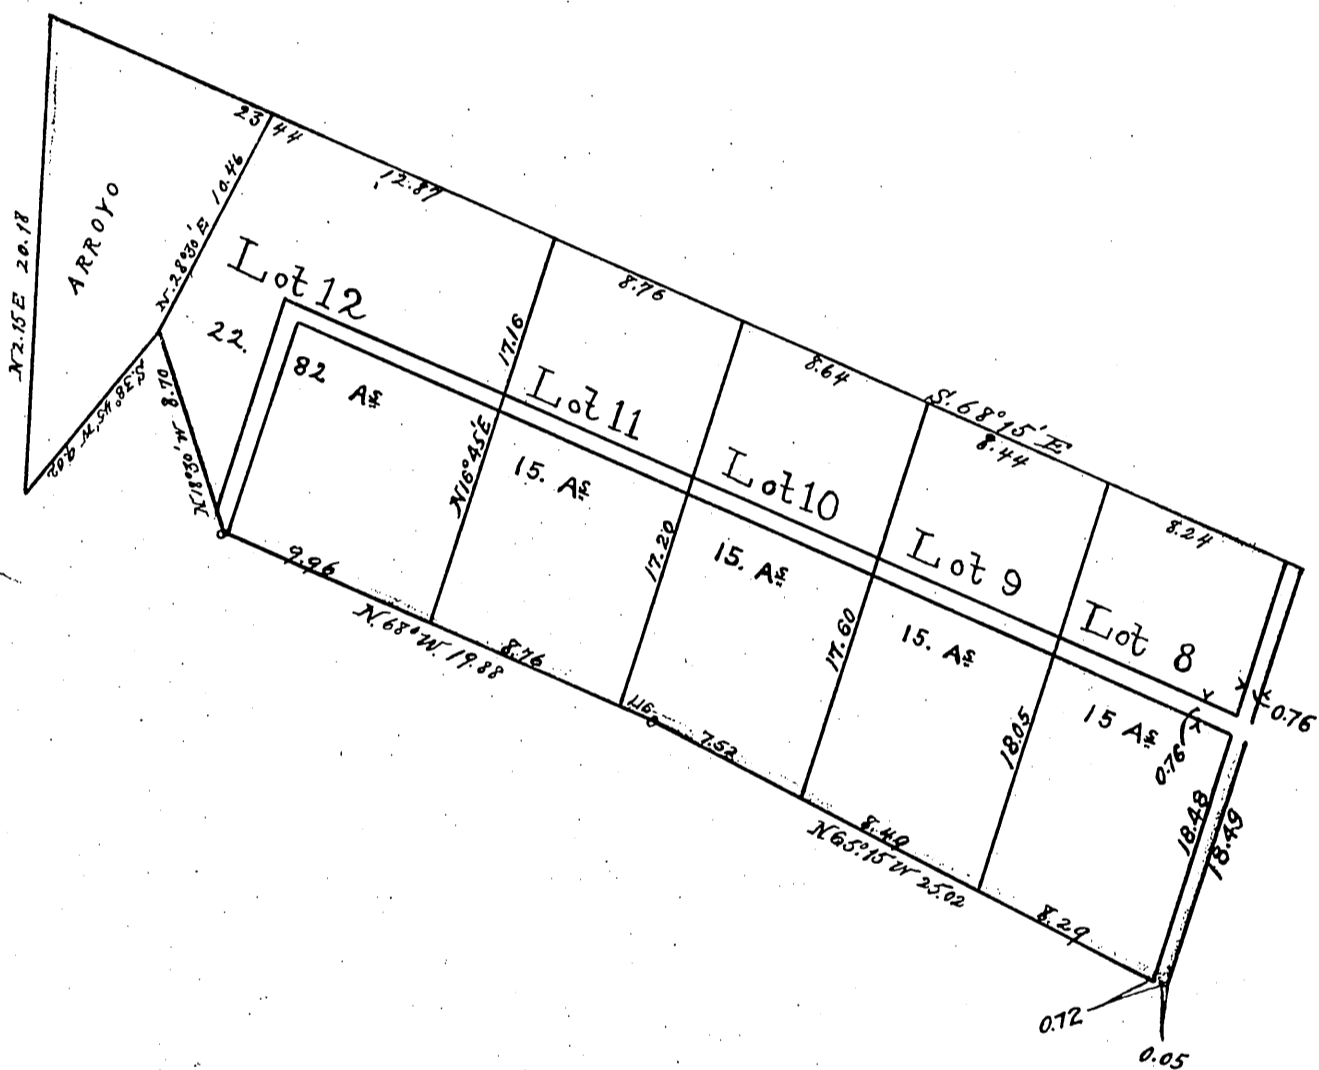 23 44
12.87
8.76
8.64
S. 68°15' E
8.44
8.24
N 2.15 E 20.18
ARROYO
N. 28°30' E 10.46
S. 38°45' W 9.02
N 18°30' W 8.70
Lot 12
22. 82 As
17.16
N 16°45' E
Lot 11
15. As
17.20
Lot 10
15. As
17.60
Lot 9
15. As
18.05
Lot 8
15 As
0.76
0.76
18.48
18.49
9.96
N. 68° W. 19.88
8.76
1.16
7.52
8.49
N 65°15 W 25.02
8.29
0.72
0.05